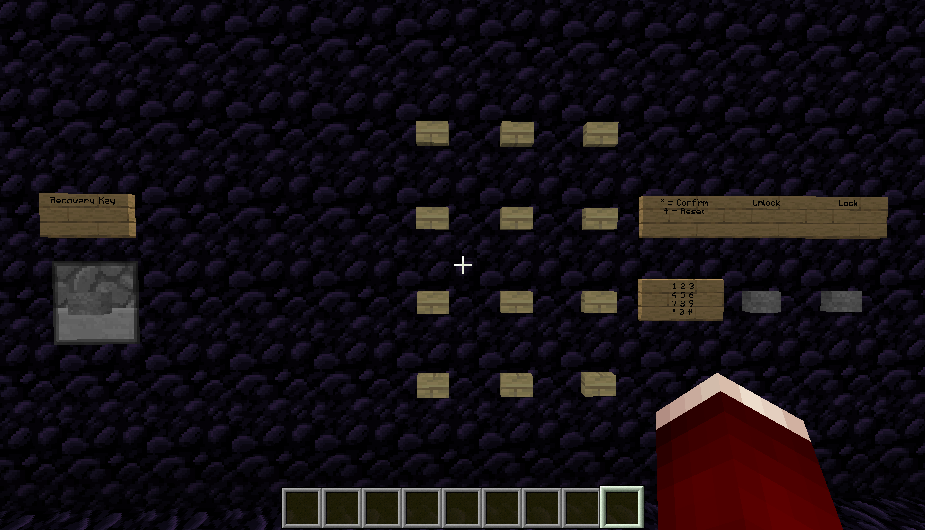 Recovery Key
* = Confirm
# = Reset
Unlock
Lock
1 2 3
4 5 6
7 8 9
* 0 #